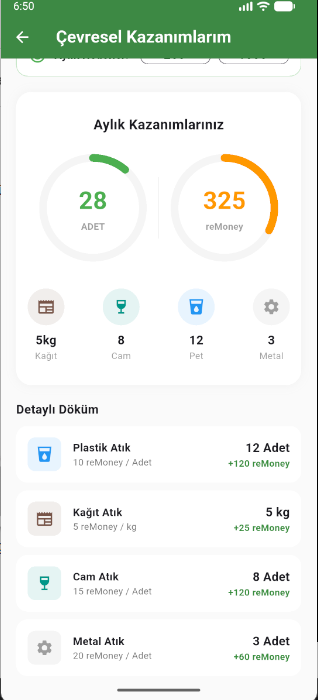 6:50
Çevresel Kazanımlarım
Aylık Kazanımlarınız
28
ADET
325
reMoney
5kg
8
12
3
Kağıt
Cam
Pet
Metal
Detaylı Döküm
Plastik Atık
12 Adet
10 reMoney / Adet
+120 reMoney
Kağıt Atık
5 kg
5 reMoney / kg
+25 reMoney
Cam Atık
8 Adet
15 reMoney / Adet
+120 reMoney
Metal Atık
3 Adet
20 reMoney / Adet
+60 reMoney